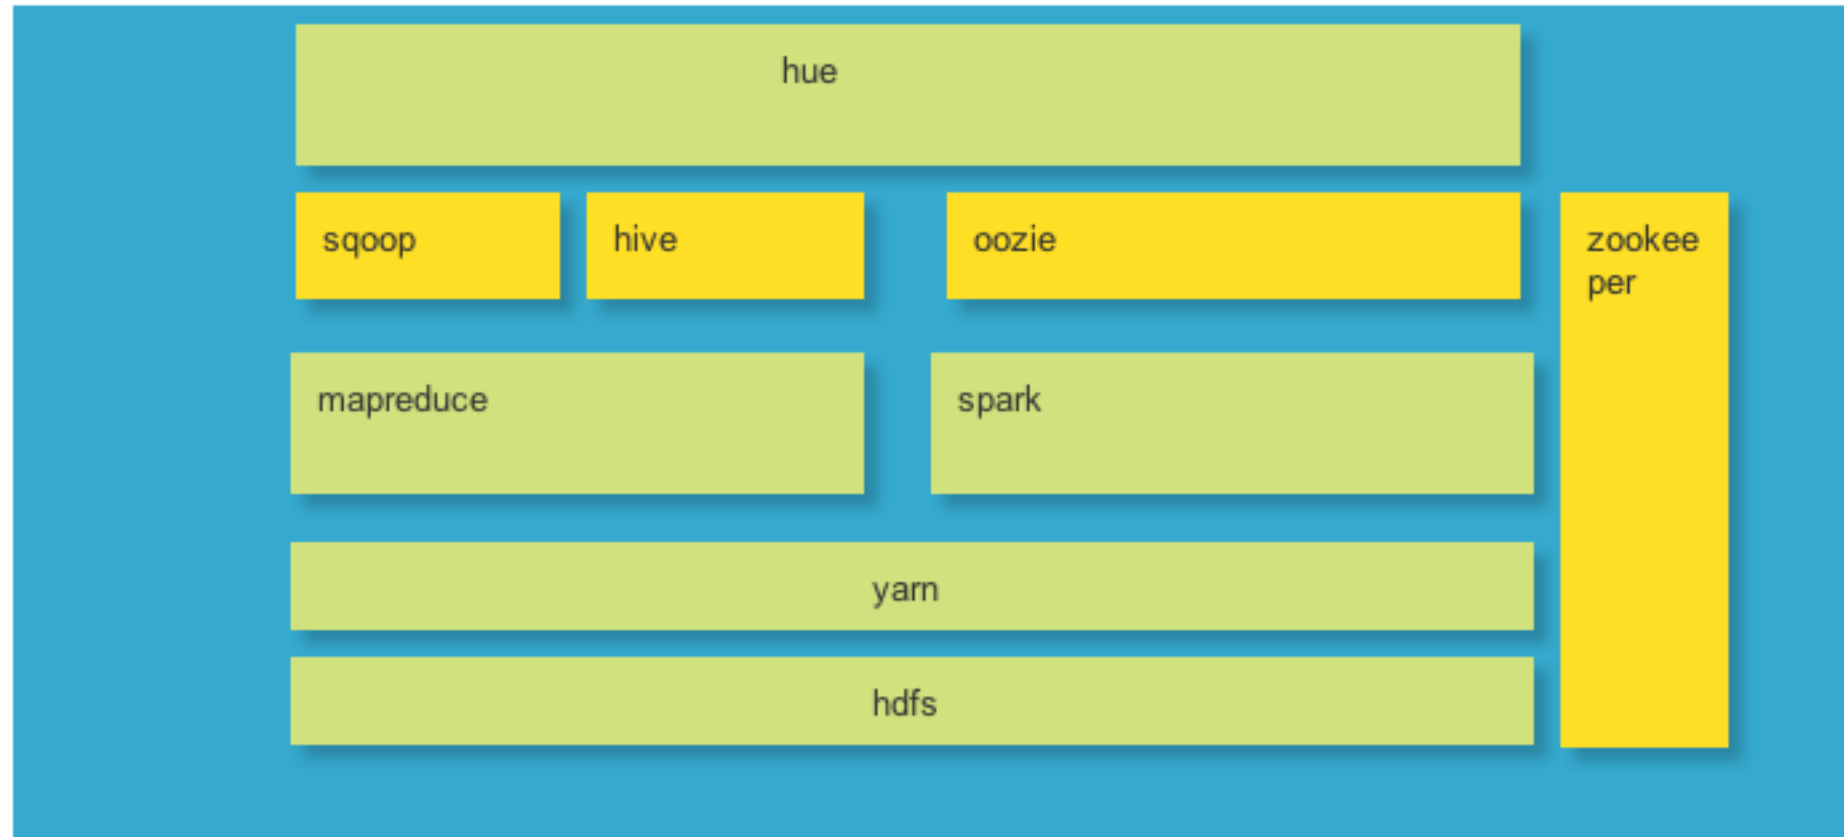 hue
sqoop
hive
oozie
zookee
per
mapreduce
spark
yarn
hdfs